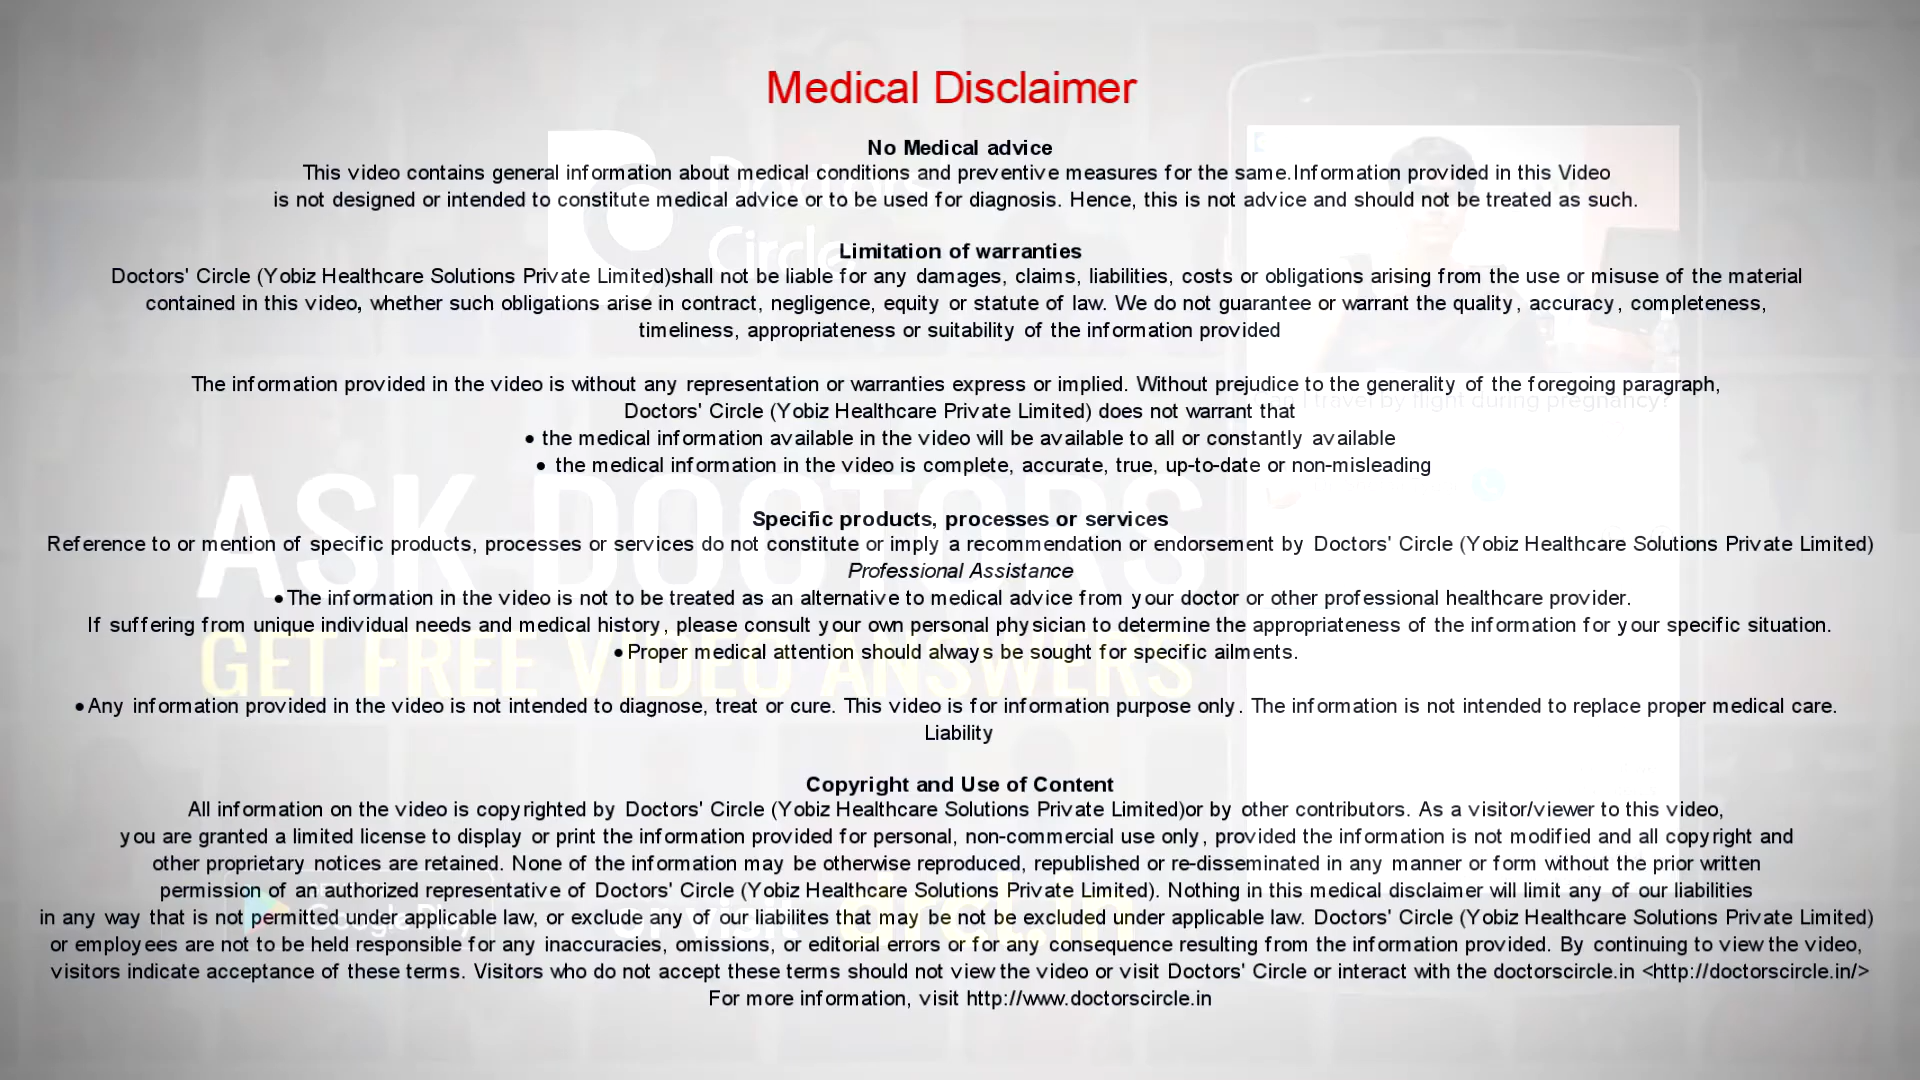 Medical Disclaimer
No Medical advice
This video contains general information about medical conditions and preventive measures for the same.Information provided in this Video
is not designed or intended to constitute medical advice or to be used for diagnosis. Hence, this is not advice and should not be treated as such.
Doctors'
Circle
Limitation of warranties
Doctors' Circle (Yobiz Healthcare Solutions Private Limited)shall not be liable for any damages, claims, liabilities, costs or obligations arising from the use or misuse of the material
contained in this video, whether such obligations arise in contract, negligence, equity or statute of law. We do not guarantee or warrant the quality, accuracy, completeness,
timeliness, appropriateness or suitability of the information provided
The information provided in the video is without any representation or warranties express or implied. Without prejudice to the generality of the foregoing paragraph,
Can I travel by flight during pregnancy?
Doctors' Circle (Yobiz Healthcare Private Limited) does not warrant that
• the medical information available in the video will be available to all or constantly available
• the medical information in the video is complete, accurate, true, up-to-date or non-misleading
ASK DOCTORS
Specific products, processes or services
Reference to or mention of specific products, processes or services do not constitute or imply a recommendation or endorsement by Doctors' Circle (Yobiz Healthcare Solutions Private Limited)
Professional Assistance
•The information in the video is not to be treated as an alternative to medical advice from your doctor or other professional healthcare provider.
If suffering from unique individual needs and medical history, please consult your own personal physician to determine the appropriateness of the information for your specific situation.
•Proper medical attention should always be sought for specific ailments.
GET FREE VIDEO ANSWERS
•Any information provided in the video is not intended to diagnose, treat or cure. This video is for information purpose only. The information is not intended to replace proper medical care.
Liability
Copyright and Use of Content
All information on the video is copyrighted by Doctors' Circle (Yobiz Healthcare Solutions Private Limited)or by other contributors. As a visitor/viewer to this video,
you are granted a limited license to display or print the information provided for personal, non-commercial use only, provided the information is not modified and all copyright and
other proprietary notices are retained. None of the information may be otherwise reproduced, republished or re-disseminated in any manner or form without the prior written
permission of an authorized representative of Doctors' Circle (Yobiz Healthcare Solutions Private Limited). Nothing in this medical disclaimer will limit any of our liabilities
in any way that is not permitted under applicable law, or exclude any of our liabilites that may be not be excluded under applicable law. Doctors' Circle (Yobiz Healthcare Solutions Private Limited)
Google Play
or visit drcl.in
or employees are not to be held responsible for any inaccuracies, omissions, or editorial errors or for any consequence resulting from the information provided. By continuing to view the video,
visitors indicate acceptance of these terms. Visitors who do not accept these terms should not view the video or visit Doctors' Circle or interact with the doctorscircle.in <http://doctorscircle.in/>
For more information, visit http://www.doctorscircle.in